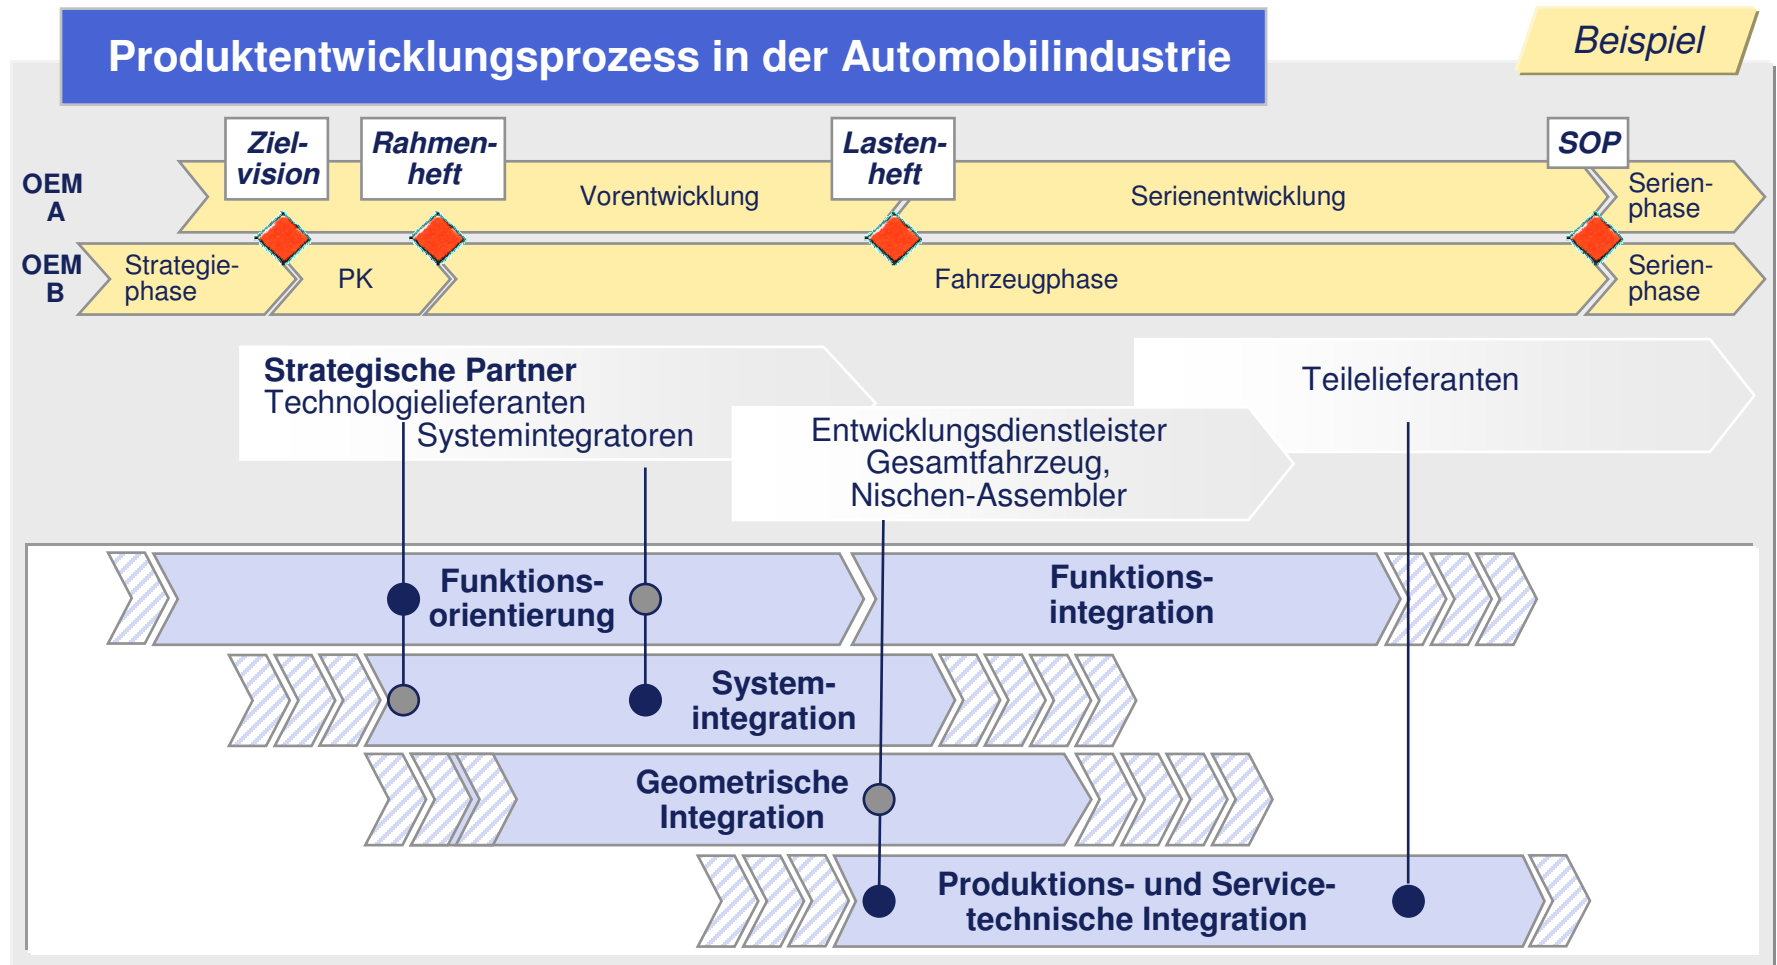 Produktentwicklungsprozess in der Automobilindustrie
Beispiel
Ziel-
vision
Rahmen-
heft
Lasten-
heft
SOP
OEM
A
Vorentwicklung
Serienentwicklung
Serien-
phase
OEM
B
Strategie-
phase
PK
Fahrzeugphase
Serien-
phase
Strategische Partner
Technologielieferanten
Systemintegratoren
Entwicklungsdienstleister
Gesamtfahrzeug,
Nischen-Assembler
Teilelieferanten
Funktions-
orientierung
Funktions-
integration
System-
integration
Geometrische
Integration
Produktions- und Service-
technische Integration